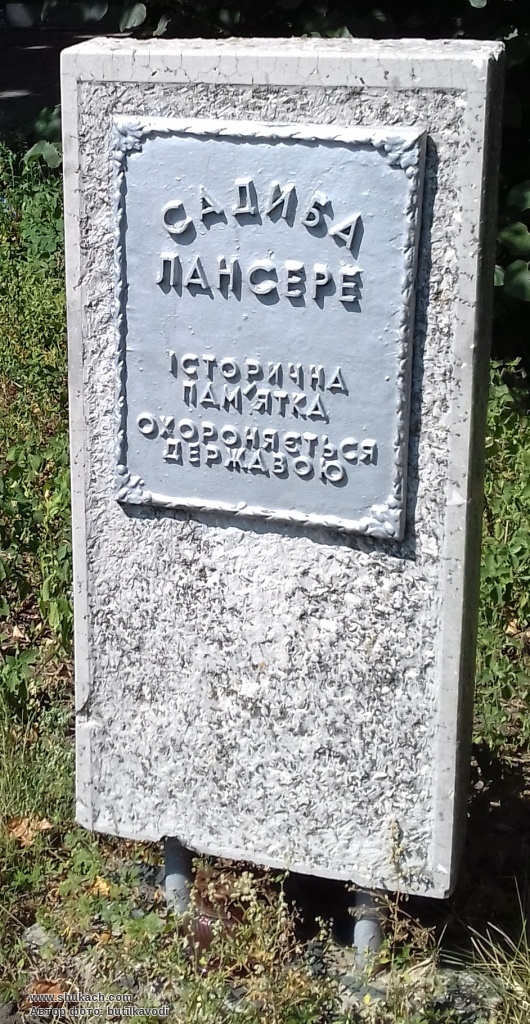 САДИБА
ЛАНСЕРЕ
ІСТОРИЧНА
ПАМ'ЯТКА
ОХОРОНЯЄТЬСЯ
ДЕРЖАВОЮ
www.shukach.com
Автор фото: butilkavodi